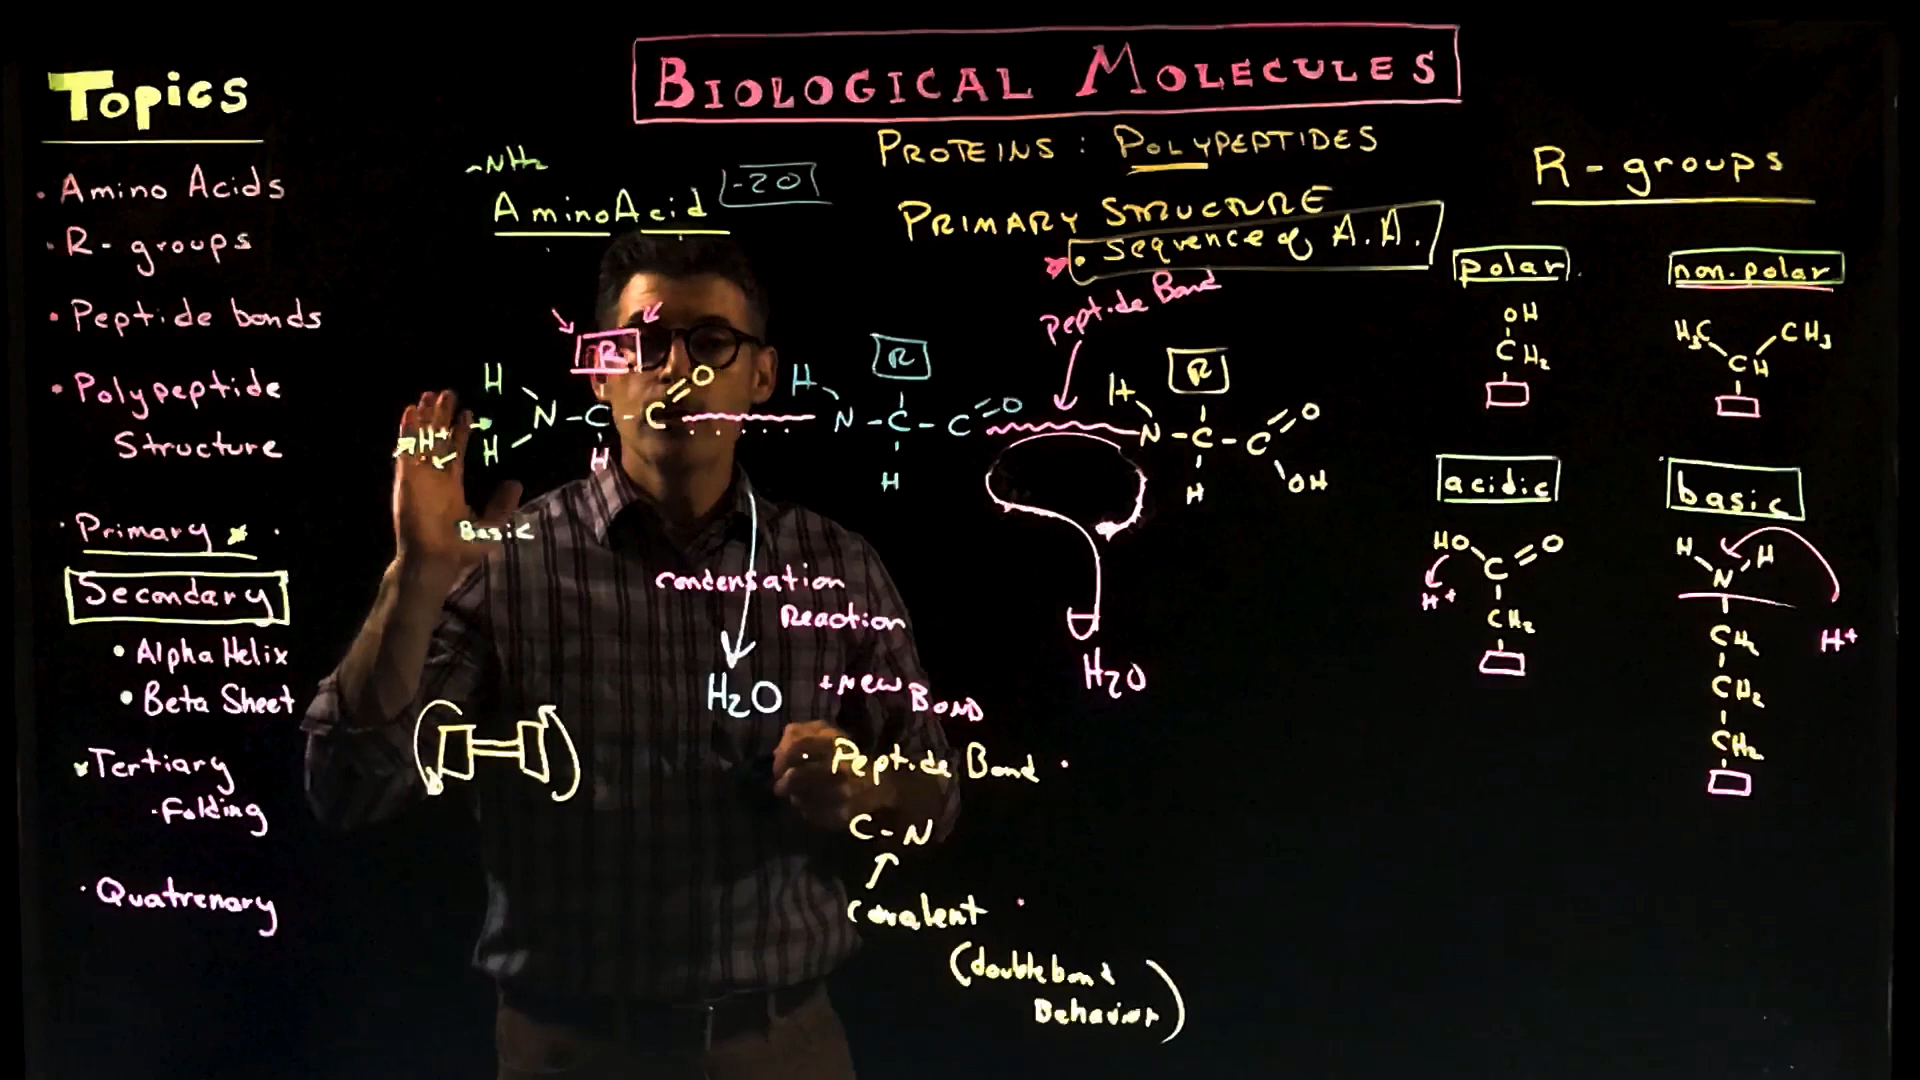 BIOLOGICAL MOLECULES
PROTEINS : POLYPEPTIDES
PRIMARY STRUCTURE
• Sequence of A.A.
Topics
• Amino Acids
• R-groups
• Peptide bonds
• Polypeptide
Structure
• Primary
Secondary
• Alpha Helix
• Beta Sheet
Tertiary
• Folding
• Quatrenary
-NH2
Amino Acid
-20
Peptide Bond
R
R
R
H
H
N-C-C=O
H
H
N-C-C=O
H
H
N-C-C=O
OH
H
H+
Basic
Condensation
Reaction
H2O
H2O
+ New BOND
• Peptide Bond •
C-N
Covalent
(double bond
Behavior)
R-groups
polar
OH
CH2
non-polar
H3C
CH3
CH
acidic
HO
O
C
H+
CH2
basic
H
H
N
H+
CH2
CH2
CH2